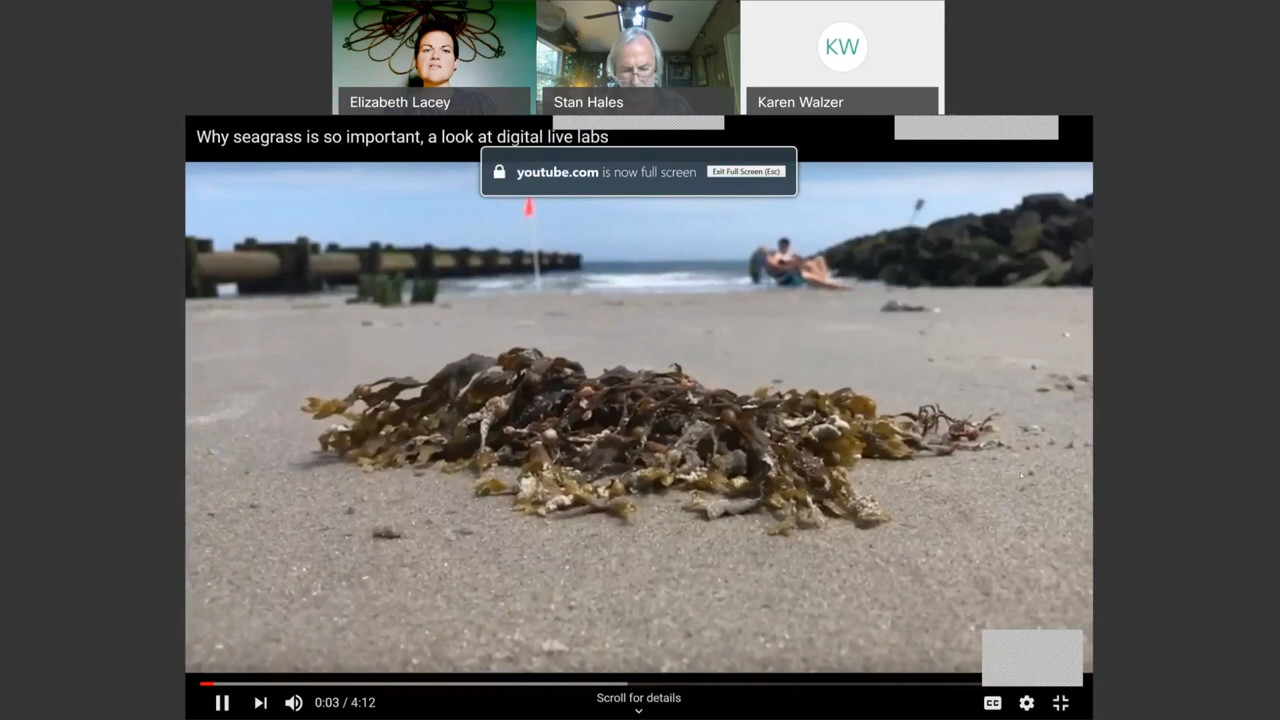 KW
Elizabeth Lacey
Stan Hales
Karen Walzer
Why seagrass is so important, a look at digital live labs
youtube.com is now full screen
Exit Full Screen (Esc)
0:03 / 4:12
Scroll for details
CC